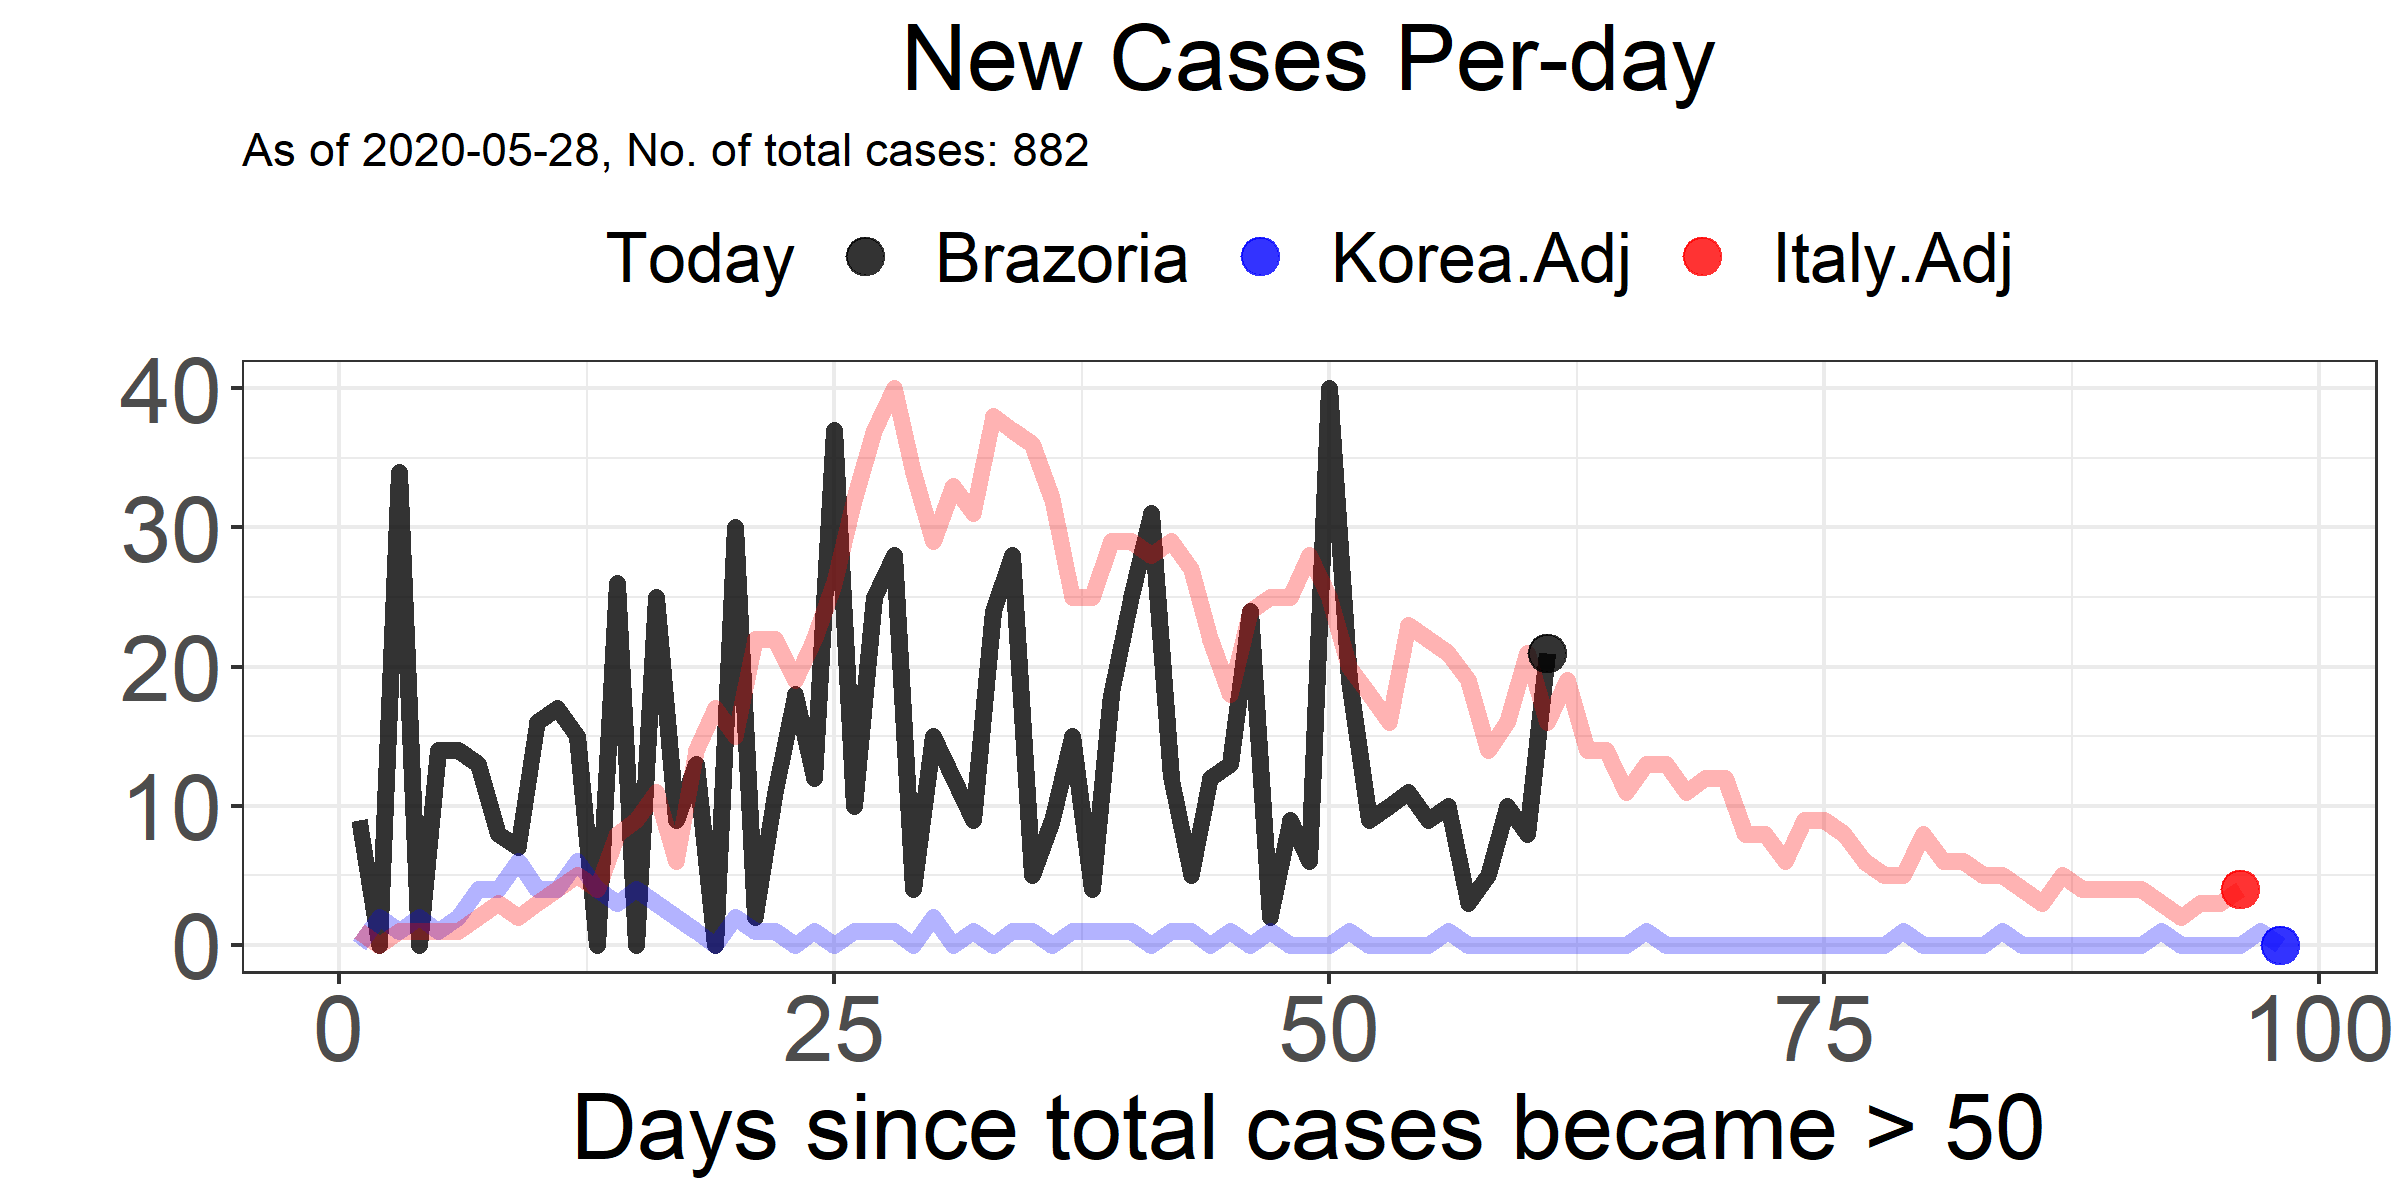 New Cases Per-day
As of 2020-05-28, No. of total cases: 882
Today Brazoria Korea.Adj Italy.Adj
40
30
20
10
0
0 25 50 75 100
Days since total cases became > 50